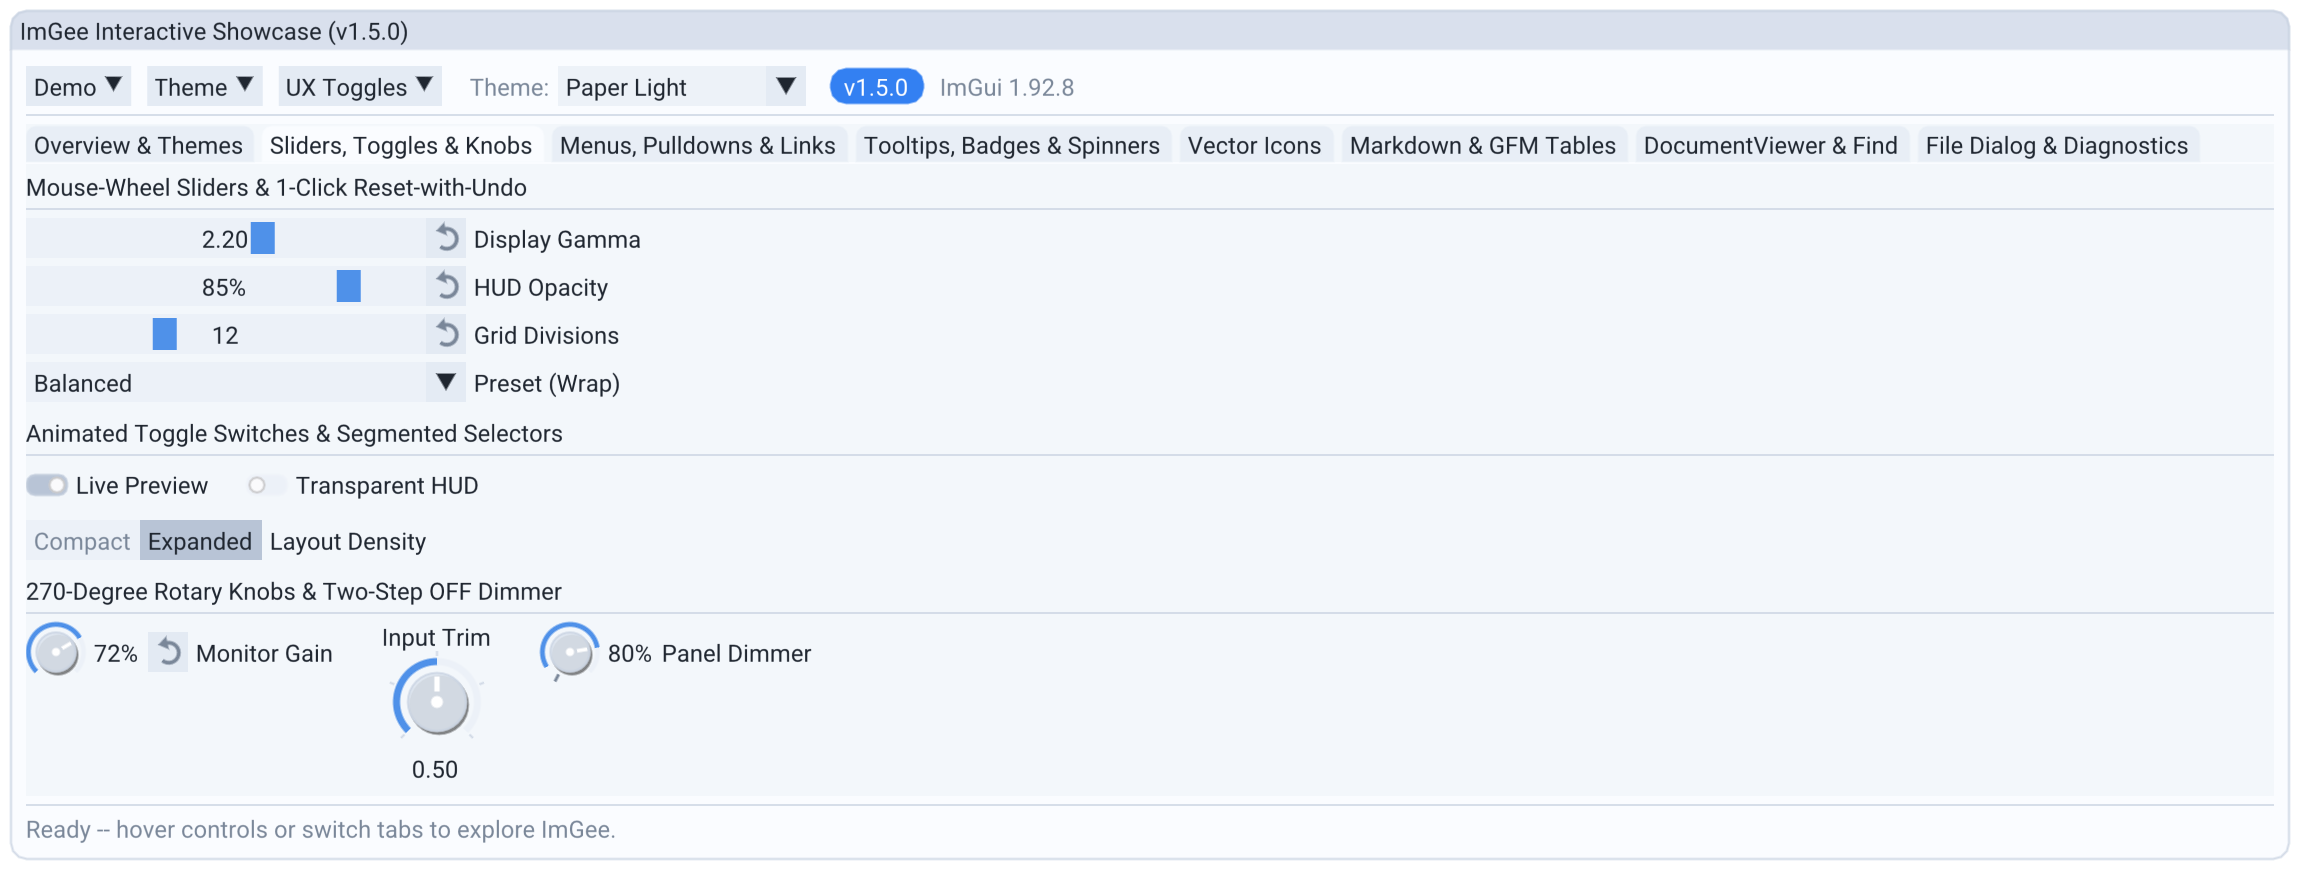 ImGee Interactive Showcase (v1.5.0)
Demo Theme UX Toggles Theme: Paper Light v1.5.0 ImGui 1.92.8
Overview & Themes Sliders, Toggles & Knobs Menus, Pulldowns & Links Tooltips, Badges & Spinners Vector Icons Markdown & GFM Tables DocumentViewer & Find File Dialog & Diagnostics
Mouse-Wheel Sliders & 1-Click Reset-with-Undo
2.20 Display Gamma
85% HUD Opacity
12 Grid Divisions
Balanced Preset (Wrap)
Animated Toggle Switches & Segmented Selectors
Live Preview Transparent HUD
Compact Expanded Layout Density
270-Degree Rotary Knobs & Two-Step OFF Dimmer
Input Trim
72% Monitor Gain 80% Panel Dimmer
0.50
Ready -- hover controls or switch tabs to explore ImGee.